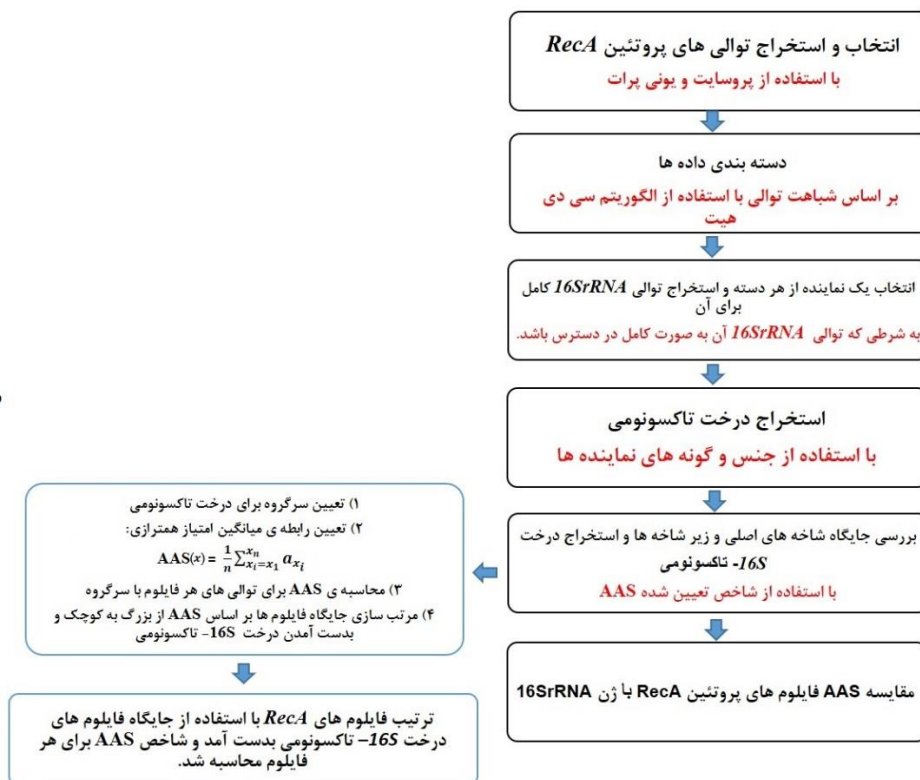 انتخاب و استخراج توالی های پروتئین RecA
با استفاده از پروسایت و یونی پرات
دسته بندی داده ها
بر اساس شباهت توالی با استفاده از الگوریتم سی دی
هیت
انتخاب یک نماینده از هر دسته و استخراج توالی 16SrRNA کامل
برای آن
به شرطی که توالی 16SrRNA آن به صورت کامل در دسترس باشد.
استخراج درخت تاکسونومی
با استفاده از جنس و گونه های نماینده ها
بررسی جایگاه شاخه های اصلی و زیر شاخه ها و استخراج درخت
16S- تاکسونومی
با استفاده از شاخص تعیین شده AAS
۱) تعیین سرگروه برای درخت تاکسونومی
۲) تعیین رابطه ی میانگین امتیاز همترازی:
AAS(x) = \frac{1}{n} \sum_{x_i=x_1}^{x_n} a_{x_i}
۳) محاسبه ی AAS برای توالی های هر فایلوم با سرگروه
۴) مرتب سازی جایگاه فایلوم ها بر اساس AAS از بزرگ به کوچک و
بدست آمدن درخت 16S- تاکسونومی
ترتیب فایلوم های RecA با استفاده از جایگاه فایلوم های
درخت 16S- تاکسونومی بدست آمد و شاخص AAS برای هر
فایلوم محاسبه شد.
مقایسه AAS فایلوم های پروتئین RecA با ژن 16SrRNA